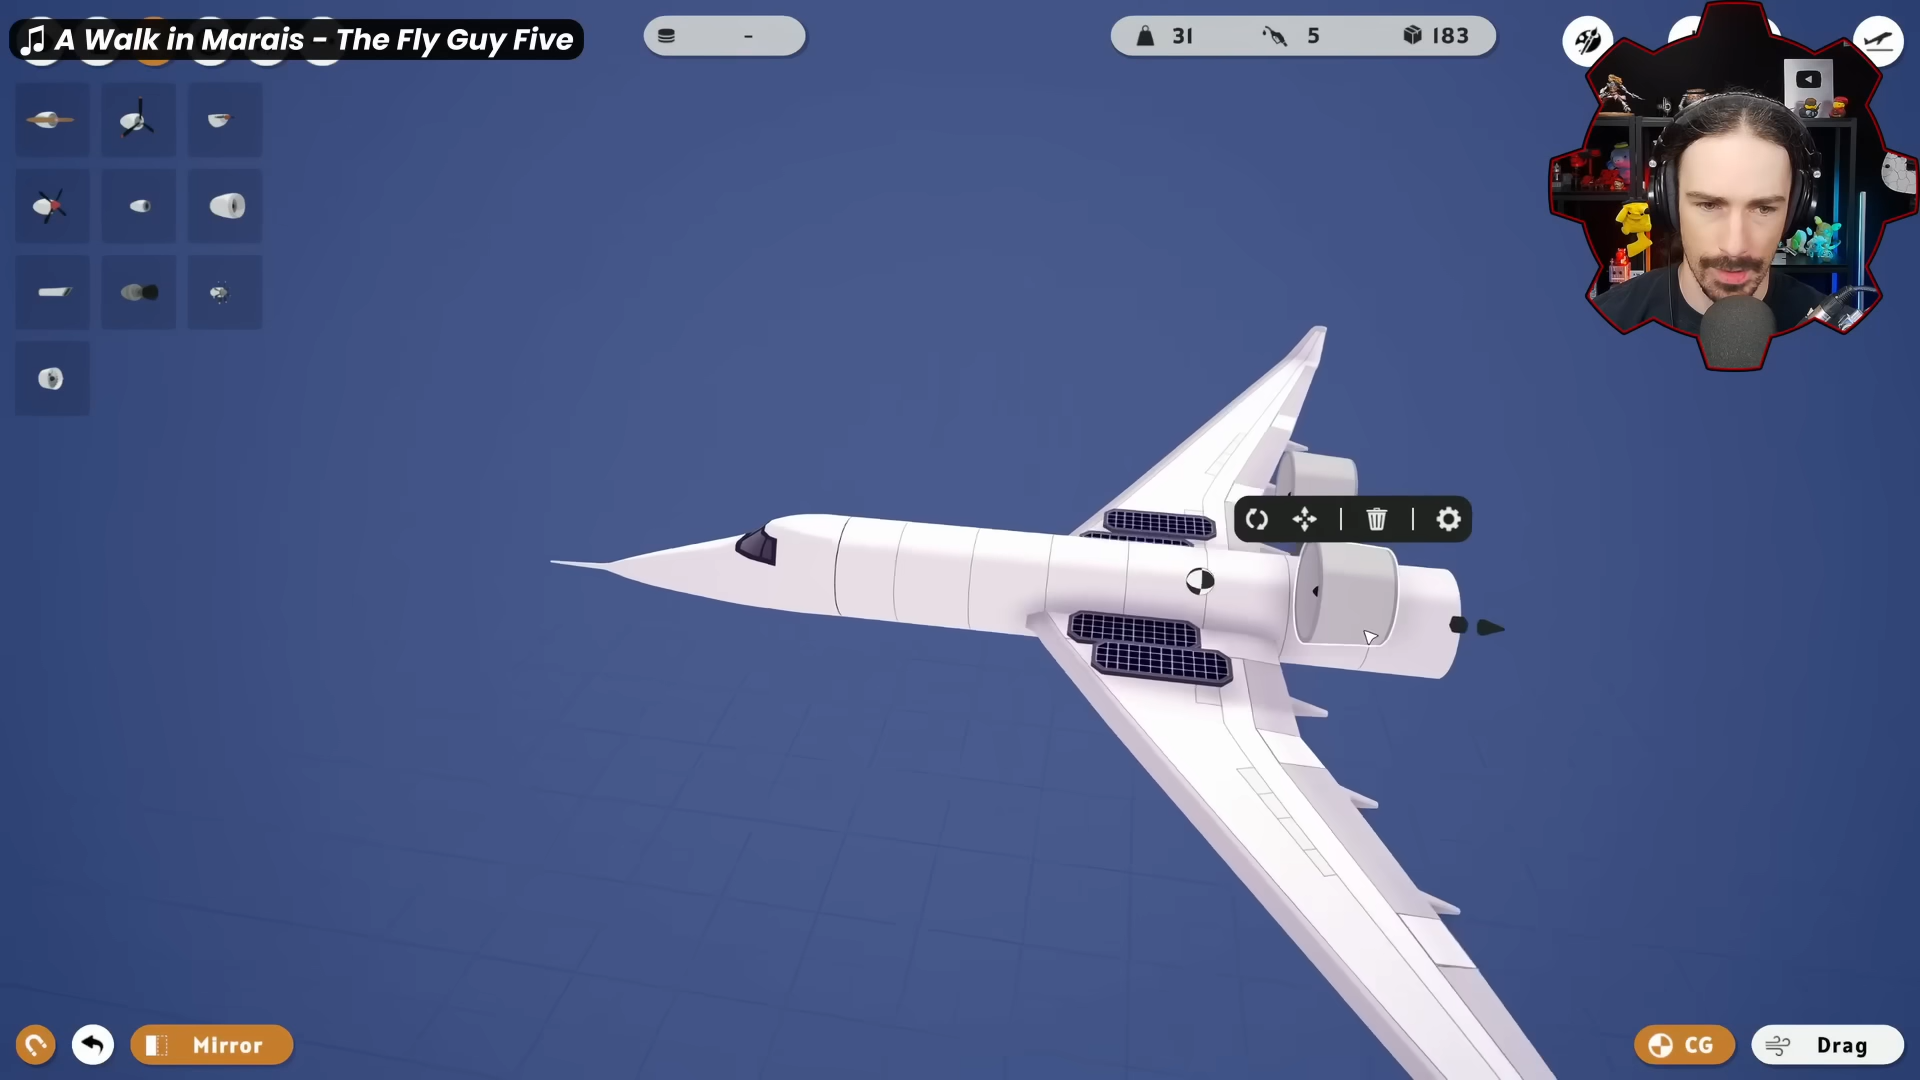 A Walk in Marais - The Fly Guy Five
-
31
5
183
Mirror
CG
Drag